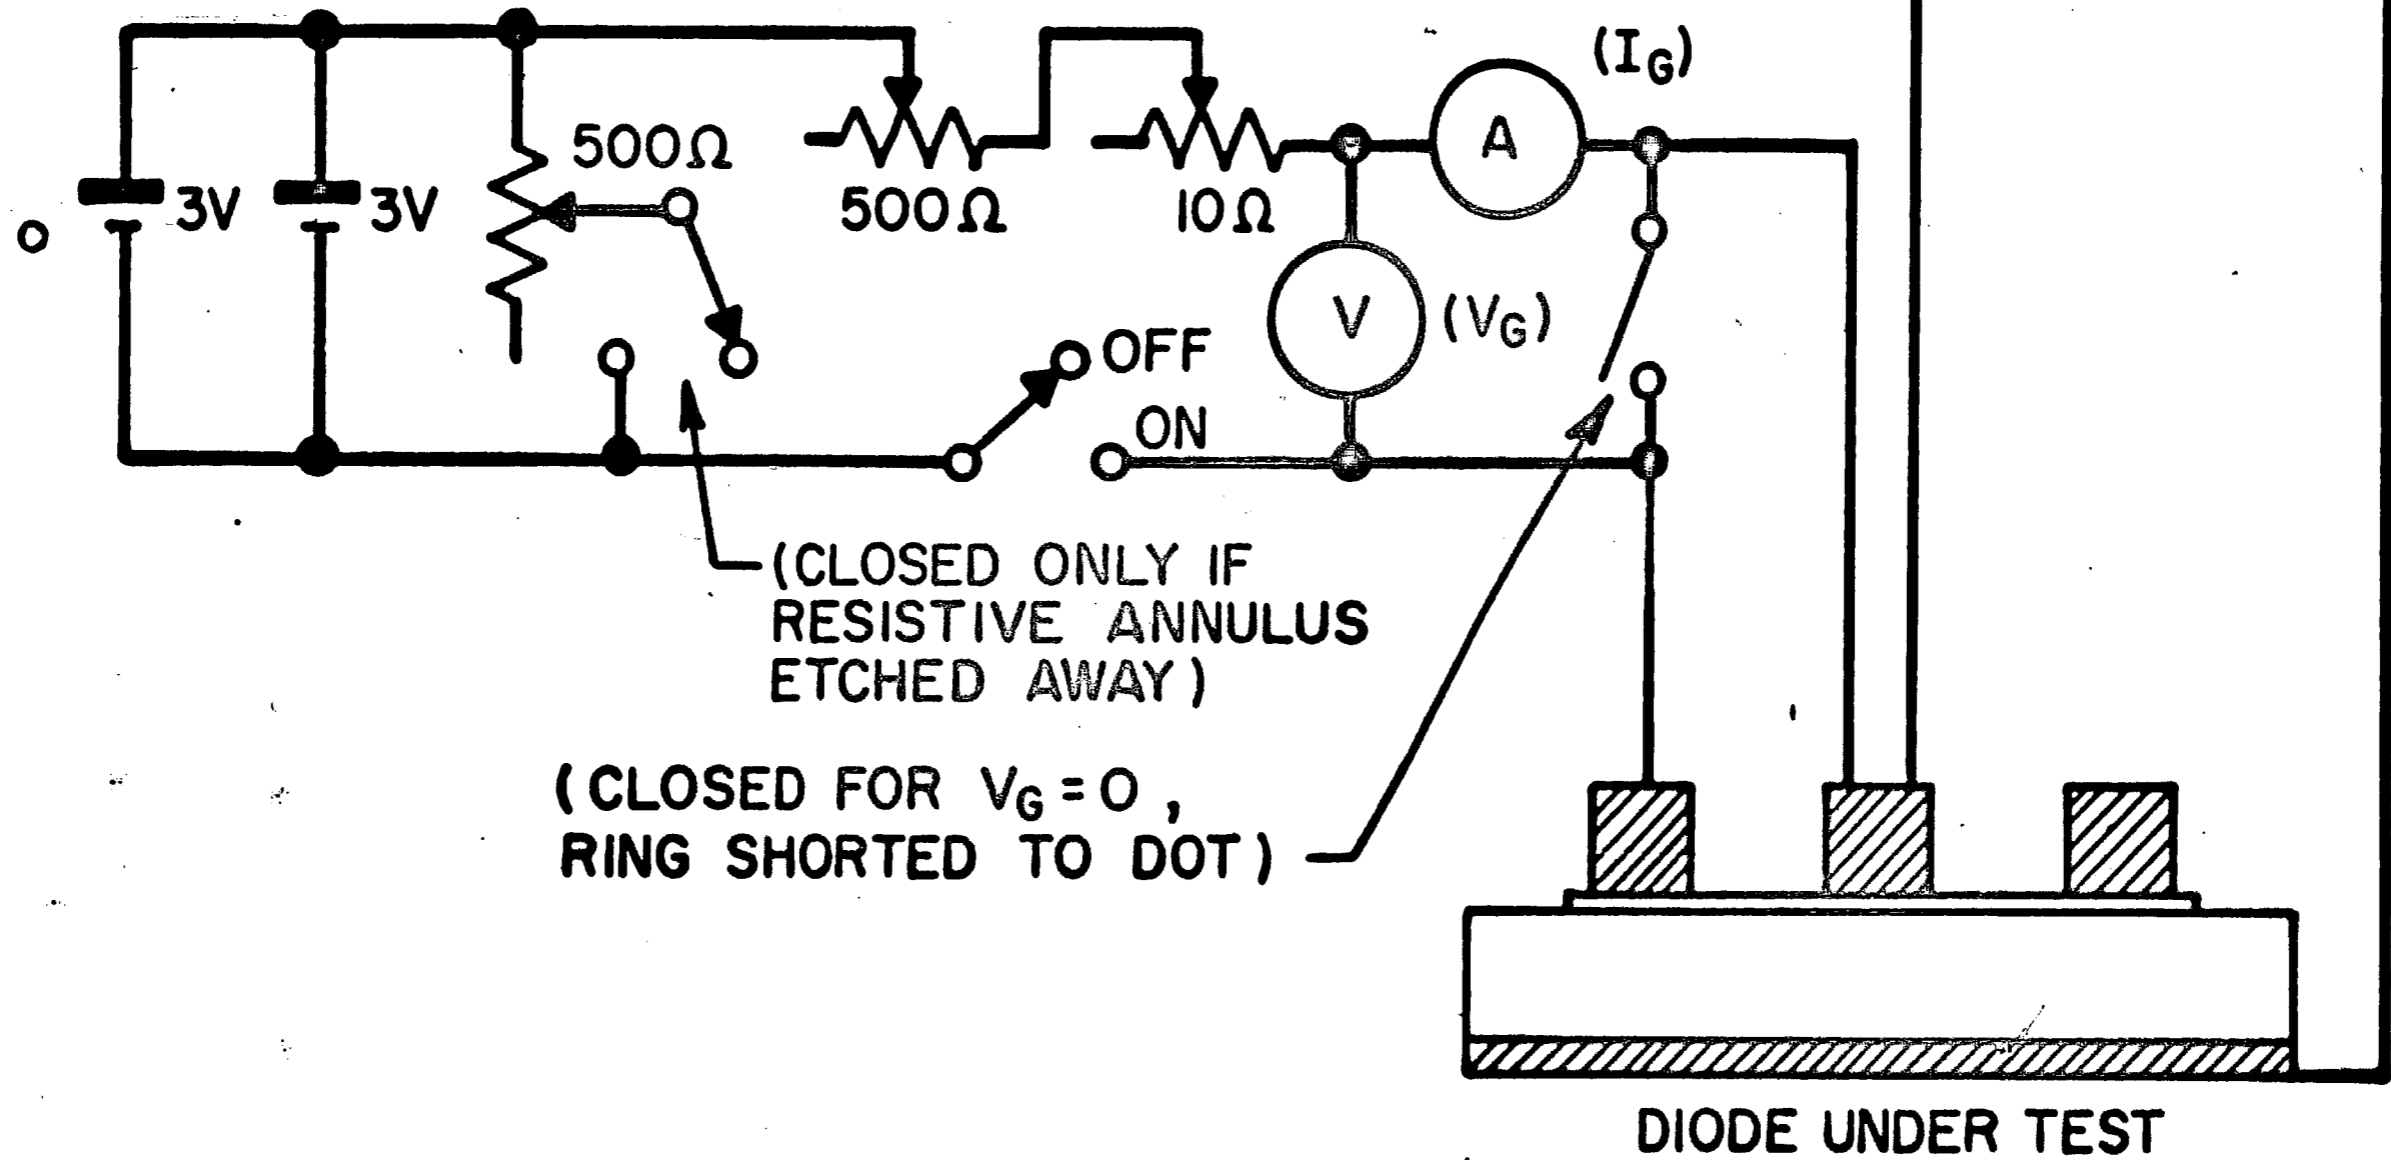 (I_G)
500Ω
A
3V
3V
500Ω
10Ω
V
(V_G)
OFF
ON
(CLOSED ONLY IF
RESISTIVE ANNULUS
ETCHED AWAY)
(CLOSED FOR V_G = O ,
RING SHORTED TO DOT)
DIODE UNDER TEST